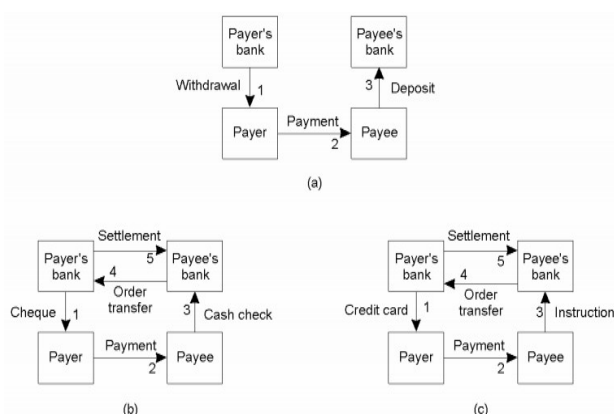 Payer's
bank
Payee's
bank
Withdrawal
1
3
Deposit
Payer
Payment
2
Payee
(a)
Payer's
bank
Settlement
5
4
Order
transfer
Payee's
bank
Cheque
1
3
Cash check
Payer
Payment
2
Payee
(b)
Payer's
bank
Settlement
5
4
Order
transfer
Payee's
bank
Credit card
1
3
Instruction
Payer
Payment
2
Payee
(c)